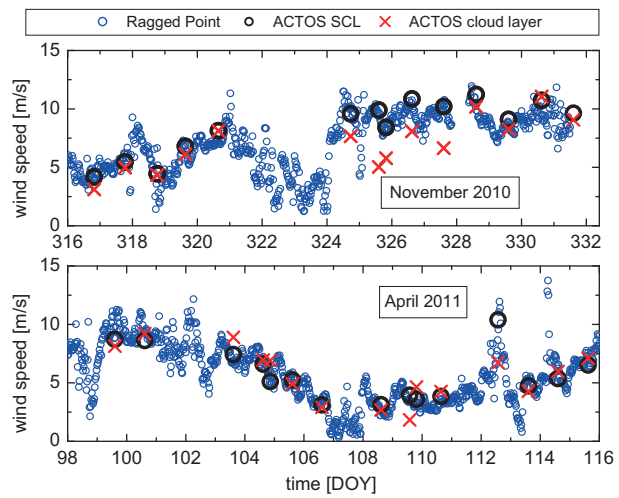 Ragged Point ACTOS SCL ACTOS cloud layer
15
10
5
0
wind speed [m/s]
November 2010
316 318 320 322 324 326 328 330 332
15
10
5
0
wind speed [m/s]
April 2011
98 100 102 104 106 108 110 112 114 116
time [DOY]